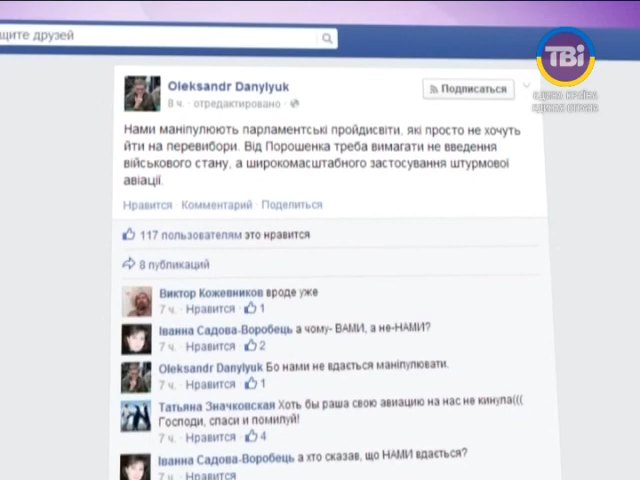 щите друзей
ТВі
ЄДИНА КРАЇНА
ЕДИНАЯ СТРАНА
Oleksandr Danylyuk
8 ч. · отредактировано ·
Подписаться
Нами маніпулюють парламентські пройдисвіти, які просто не хочуть
йти на перевибори. Від Порошенка треба вимагати не введення
військового стану, а широкомасштабного застосування штурмової
авіації.
Нравится · Комментарий · Поделиться
117 пользователям это нравится
8 публикаций
Виктор Кожевников вроде уже
7 ч. · Нравится · 1
Іванна Садова-Воробець а чому- ВАМИ, а не-НАМИ?
7 ч. · Нравится · 2
Oleksandr Danylyuk Бо нами не вдасться маніпулювати.
7 ч. · Нравится · 1
Татьяна Значковская Хоть бы раша свою авиацию на нас не кинула(((
Господи, спаси и помилуй!
7 ч. · Нравится · 4
Іванна Садова-Воробець а хто сказав, що НАМИ вдається?
7 ч. · Нравится